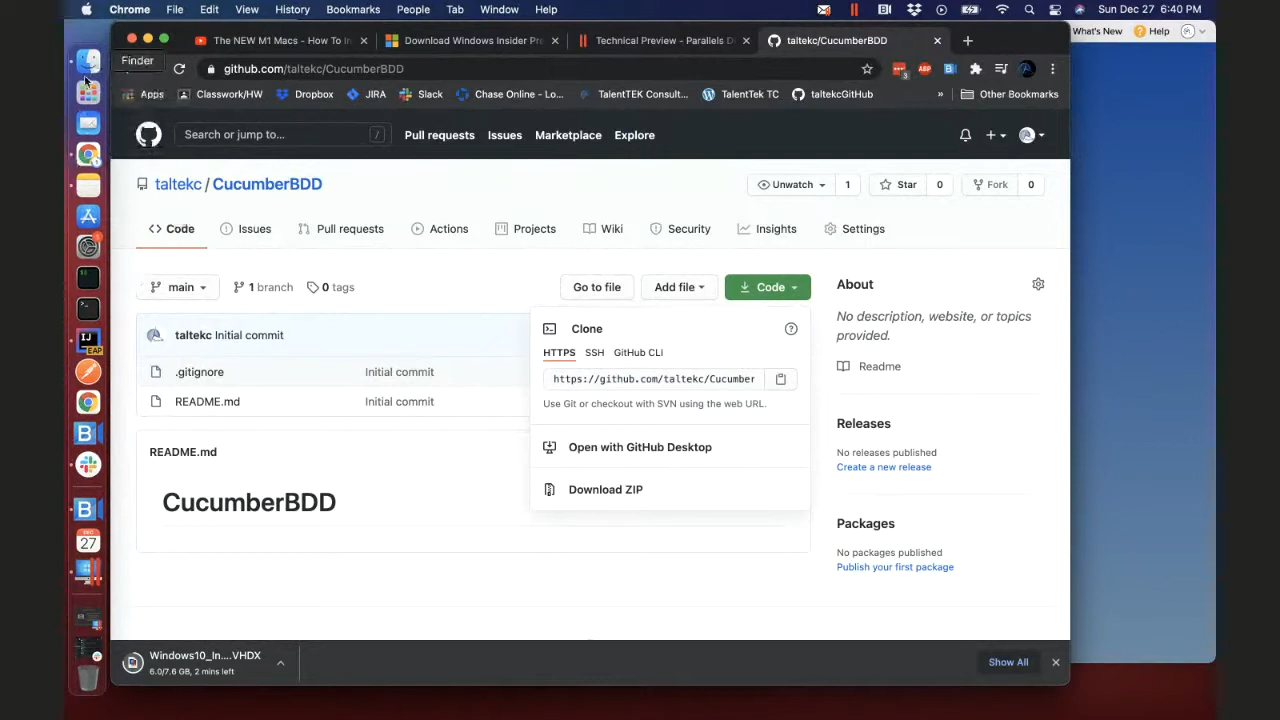 Chrome File Edit View History Bookmarks People Tab Window Help Sun Dec 27 6:40 PM
The NEW M1 Macs - How To In
Download Windows Insider Pre
Technical Preview - Parallels D
taltekc/CucumberBDD
What's New Help
Finder
github.com/taltekc/CucumberBDD
Apps Classwork/HW Dropbox JIRA Slack Chase Online - Lo... TalentTEK Consult... TalentTek TC taltekcGitHub » Other Bookmarks
Search or jump to... / Pull requests Issues Marketplace Explore
taltekc / CucumberBDD
Unwatch 1 Star 0 Fork 0
Code Issues Pull requests Actions Projects Wiki Security Insights Settings
main 1 branch 0 tags Go to file Add file Code
About
No description, website, or topics
provided.
Readme
taltekc Initial commit
.gitignore Initial commit
README.md Initial commit
Clone
HTTPS SSH GitHub CLI
https://github.com/taltekc/Cucumber
Use Git or checkout with SVN using the web URL.
Open with GitHub Desktop
Download ZIP
README.md
CucumberBDD
Releases
No releases published
Create a new release
Packages
No packages published
Publish your first package
27
Windows10_In....VHDX
6.0/7.6 GB, 2 mins left
Show All